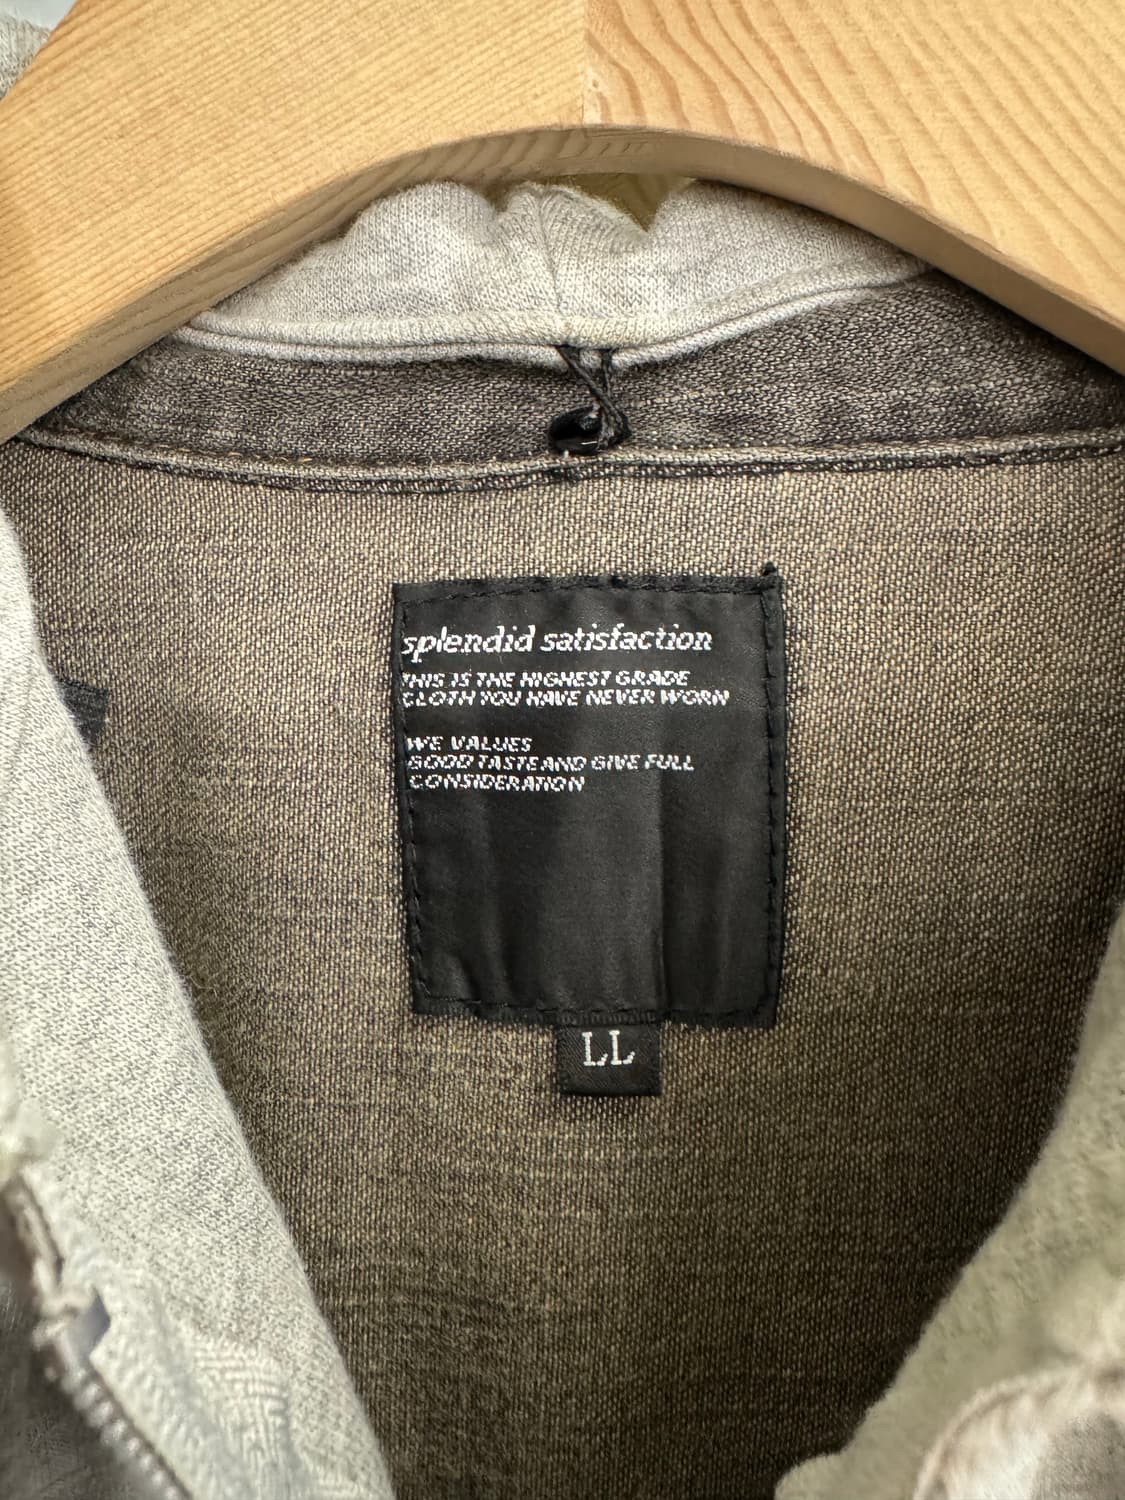 splendid satisfaction
THIS IS THE HIGHEST GRADE
CLOTH YOU HAVE NEVER WORN
WE VALUES
GOOD TASTE AND GIVE FULL
CONSIDERATION
LL